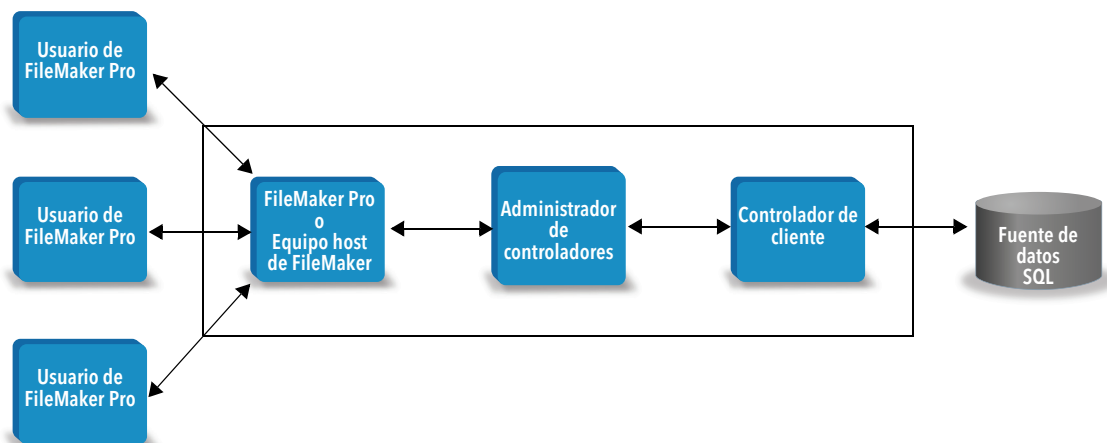 Usuario de
FileMaker Pro
Usuario de
FileMaker Pro
Usuario de
FileMaker Pro
FileMaker Pro
o
Equipo host
de FileMaker
Administrador
de
controladores
Controlador de
cliente
Fuente de
datos
SQL